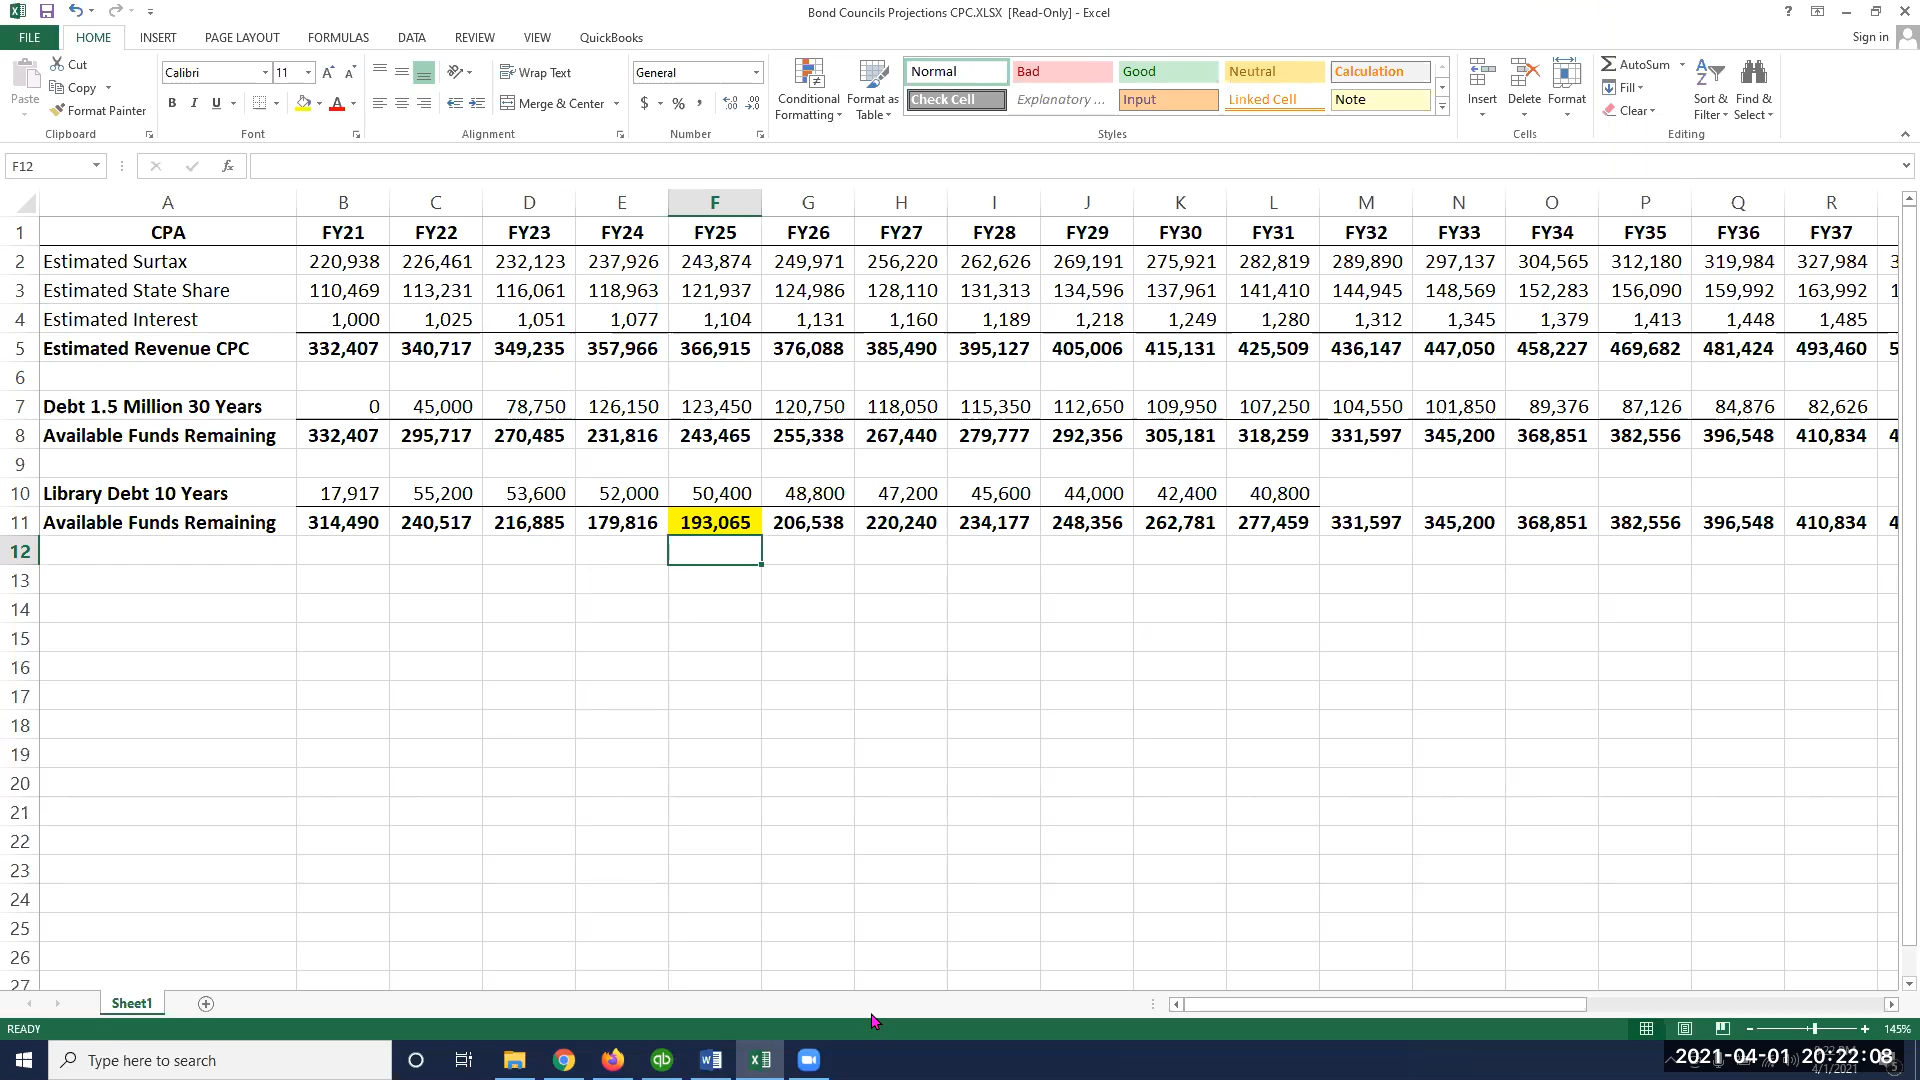 Bond Councils Projections CPC.XLSX [Read-Only] - Excel
FILE HOME INSERT PAGE LAYOUT FORMULAS DATA REVIEW VIEW QuickBooks Sign in
Cut
Copy
Format Painter
Paste
Clipboard
Calibri 11
B I U
Font
Wrap Text
Merge & Center
Alignment
General
$ %
Number
Conditional Formatting
Format as Table
Normal Bad Good Neutral Calculation
Check Cell Explanatory ... Input Linked Cell Note
Styles
Insert Delete Format
Cells
AutoSum
Fill
Clear
Sort & Filter
Find & Select
Editing
F12 fx
A B C D E F G H I J K L M N O P Q R
1 CPA FY21 FY22 FY23 FY24 FY25 FY26 FY27 FY28 FY29 FY30 FY31 FY32 FY33 FY34 FY35 FY36 FY37
2 Estimated Surtax 220,938 226,461 232,123 237,926 243,874 249,971 256,220 262,626 269,191 275,921 282,819 289,890 297,137 304,565 312,180 319,984 327,984 3
3 Estimated State Share 110,469 113,231 116,061 118,963 121,937 124,986 128,110 131,313 134,596 137,961 141,410 144,945 148,569 152,283 156,090 159,992 163,992 1
4 Estimated Interest 1,000 1,025 1,051 1,077 1,104 1,131 1,160 1,189 1,218 1,249 1,280 1,312 1,345 1,379 1,413 1,448 1,485
5 Estimated Revenue CPC 332,407 340,717 349,235 357,966 366,915 376,088 385,490 395,127 405,006 415,131 425,509 436,147 447,050 458,227 469,682 481,424 493,460 5
6
7 Debt 1.5 Million 30 Years 0 45,000 78,750 126,150 123,450 120,750 118,050 115,350 112,650 109,950 107,250 104,550 101,850 89,376 87,126 84,876 82,626
8 Available Funds Remaining 332,407 295,717 270,485 231,816 243,465 255,338 267,440 279,777 292,356 305,181 318,259 331,597 345,200 368,851 382,556 396,548 410,834 4
9
10 Library Debt 10 Years 17,917 55,200 53,600 52,000 50,400 48,800 47,200 45,600 44,000 42,400 40,800
11 Available Funds Remaining 314,490 240,517 216,885 179,816 193,065 206,538 220,240 234,177 248,356 262,781 277,459 331,597 345,200 368,851 382,556 396,548 410,834 4
12
13
14
15
16
17
18
19
20
21
22
23
24
25
26
27
Sheet1
READY 145%
Type here to search
2021-04-01 20:22:08
4/1/2021